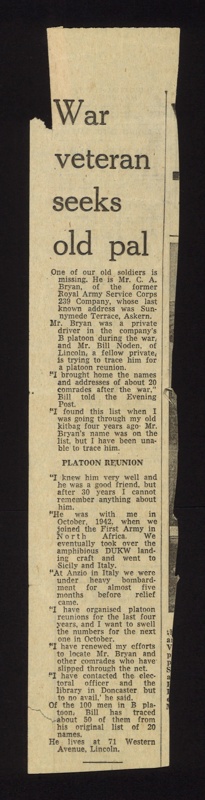 War
veteran
seeks
old pal
One of our old soldiers is
missing. He is Mr. C. A.
Bryan, of the former
Royal Army Service Corps
239 Company, whose last
known address was Sun-
nymede Terrace, Askern.
Mr. Bryan was a private
driver in the company's
B platoon during the war,
and Mr. Bill Noden, of
Lincoln, a fellow private,
is trying to trace him for
a platoon reunion.
"I brought home the names
and addresses of about 20
comrades after the war,"
Bill told the Evening
Post.
"I found this list when I
was going through my old
kitbag four years ago. Mr.
Bryan's name was on the
list, but I have been una-
ble to trace him.
PLATOON REUNION
"I knew him very well and
he was a good friend, but
after 30 years I cannot
remember anything about
him.
"He was with me in
October, 1942, when we
joined the First Army in
North Africa. We
eventually took over the
amphibious DUKW land-
ing craft and went to
Sicily and Italy.
"At Anzio in Italy we were
under heavy bombard-
ment for almost five
months before relief
came.
"I have organised platoon
reunions for the last four
years, and I want to swell
the numbers for the next
one in October.
"I have renewed my efforts
to locate Mr. Bryan and
other comrades who have
slipped through the net.
"I have contacted the elec-
toral officer and the
library in Doncaster but
to no avail,' he said.
Of the 100 men in B pla-
toon, Bill has traced
about 50 of them from
his original list of 20
names.
He lives at 71 Western
Avenue, Lincoln.